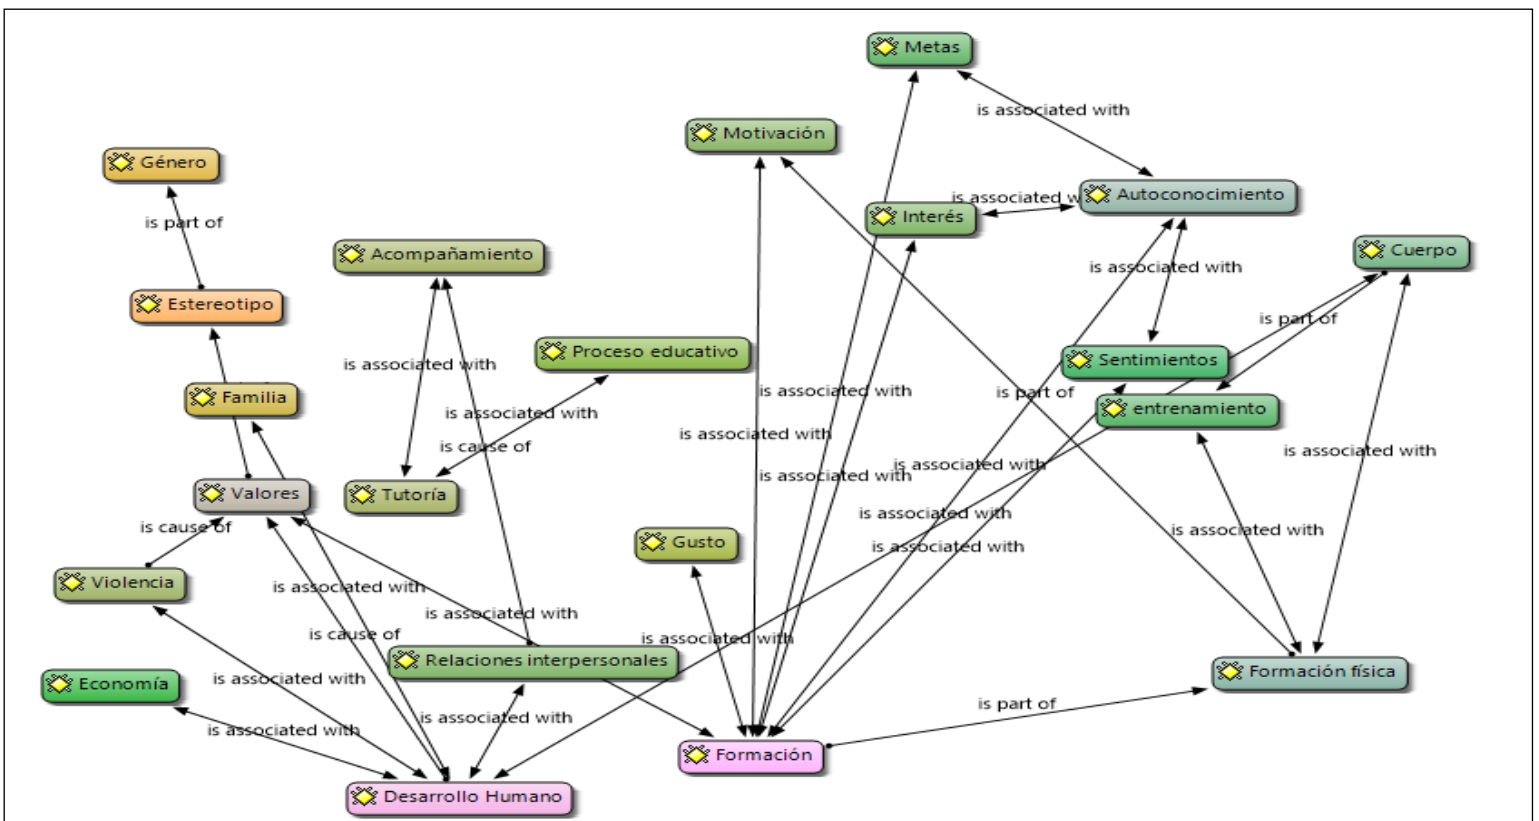 Metas
is associated with
Motivación
Género
is associated w
Autoconocimiento
Interés
is part of
Acompañamiento
Cuerpo
is associated with
Estereotipo
is part of
Proceso educativo
Sentimientos
is associated with
is associated with
is part of
Familia
entrenamiento
is associated with
is associated with
is cause of
is associated with
is associated with
is associated with
Valores
Tutoría
is associated with
is cause of
is associated with
Gusto
is associated with
Violencia
is associated with
is associated with
is cause of
is associated with
Relaciones interpersonales
Formación física
is associated with
Economía
is part of
is associated with
is associated with
Formación
Desarrollo Humano